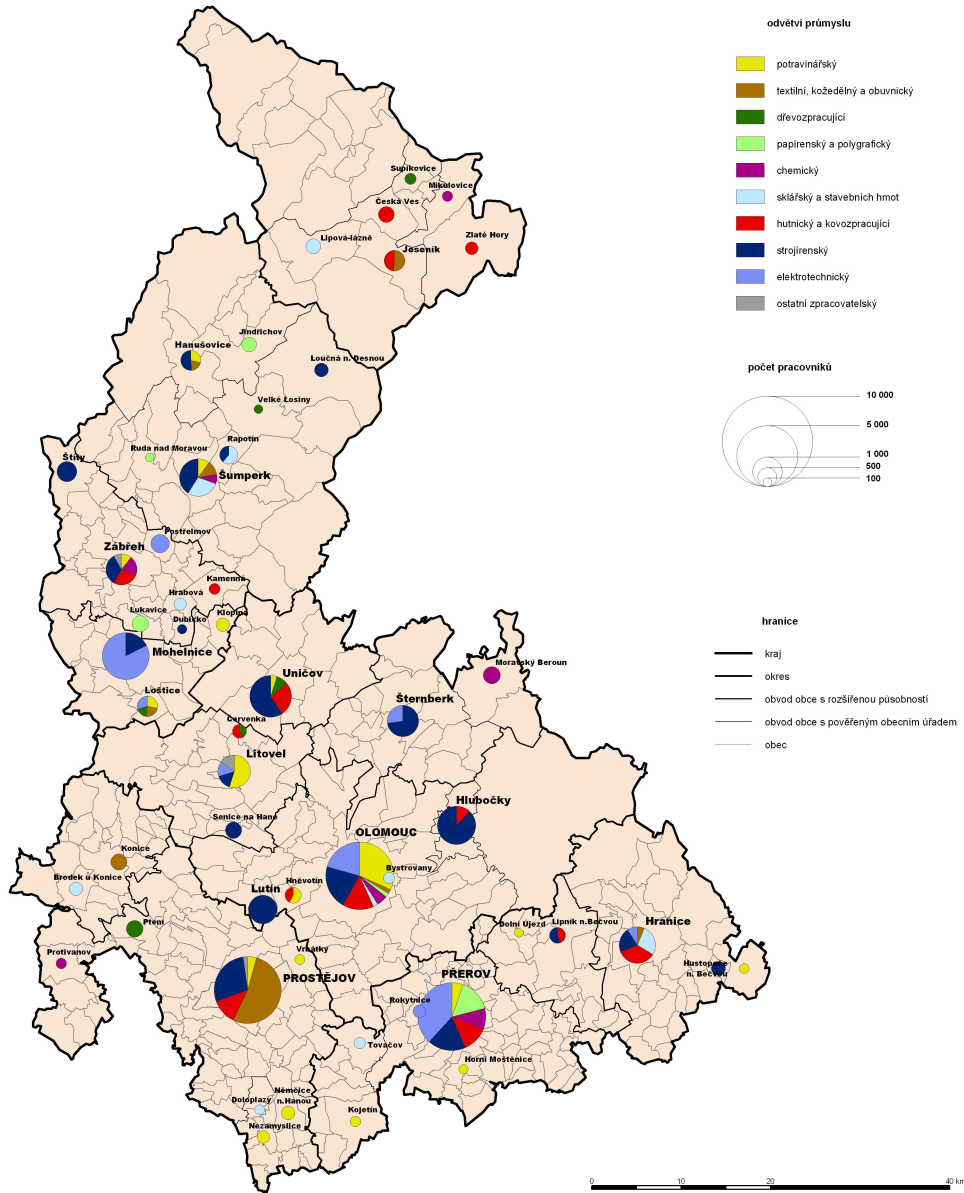 odvětví průmyslu
potravinářský
textilní, kožedělný a obuvnický
dřevozpracující
papírenský a polygrafický
chemický
sklářský a stavebních hmot
hutnický a kovozpracující
strojírenský
elektrotechnický
ostatní zpracovatelský
počet pracovníků
10 000
5 000
1 000
500
100
hranice
kraj
okres
obvod obce s rozšířenou působností
obvod obce s pověřeným obecním úřadem
obec
Supíkovice
Mikulovice
Česká Ves
Zlaté Hory
Lipová-lázně
Jeseník
Jindřichov
Hanušovice
Loučná n. Desnou
Velké Losiny
Rapotín
Ruda nad Moravou
Štíty
Šumperk
Postřelmov
Zábřeh
Kamenná
Hrabová
Lukavice
Dubicko
Klopina
Mohelnice
Moravský Beroun
Uničov
Loštice
Šternberk
Červenka
Litovel
Hlubočky
Senice na Hané
OLOMOUC
Konice
Bystrovany
Brodek u Konice
Hněvotín
Lutín
Ptení
Dolní Újezd
Lipník n.Bečvou
Hranice
Protivanov
Vrbátky
Hustopeče
n. Bečvou
PROSTĚJOV
PŘEROV
Rokytnice
Tovačov
Horní Moštěnice
Němčice
n.Hanou
Doloplazy
Kojetín
Nezamyslice
0
10
20
40 km